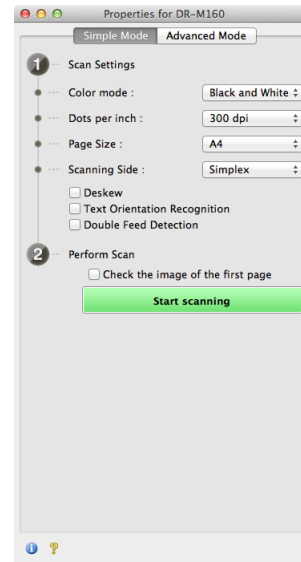 Properties for DR-M160
Simple Mode Advanced Mode
1 Scan Settings
Color mode : Black and White
Dots per inch : 300 dpi
Page Size : A4
Scanning Side : Simplex
Deskew
Text Orientation Recognition
Double Feed Detection
2 Perform Scan
Check the image of the first page
Start scanning
i ?